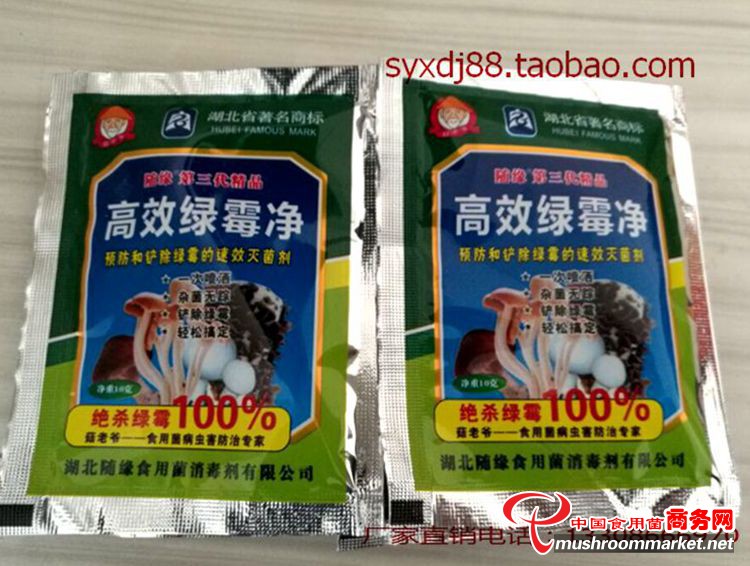 syxdj88.taobao.com
湖北省著名商标
HUBEI FAMOUS MARK
随缘 第三代精品
高效绿霉净
预防和铲除绿霉的速效灭菌剂
★ 一次喷洒
★ 杂菌无踪
★ 铲除绿霉
★ 轻松搞定
净重10克
绝杀绿霉100%
菇老爷——食用菌病虫害防治专家
湖北随缘食用菌消毒剂有限公司
湖北省著名商标
HUBEI FAMOUS MARK
随缘 第三代精品
高效绿霉净
预防和铲除绿霉的速效灭菌剂
★ 一次喷洒
★ 杂菌无踪
★ 铲除绿霉
★ 轻松搞定
净重10克
绝杀绿霉100%
菇老爷——食用菌病虫害防治专家
湖北随缘食用菌消毒剂有限公司
厂家直销电话：
中国食用菌商务网
mushroommarket.net